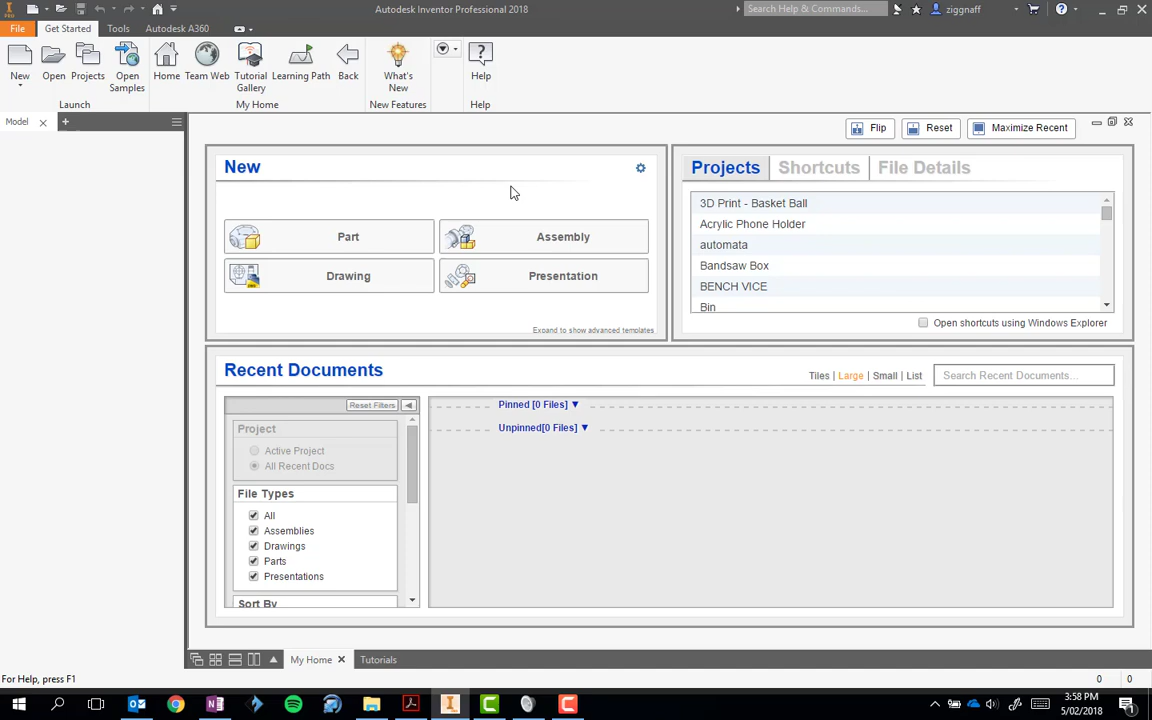 Autodesk Inventor Professional 2018
Search Help & Commands...
ziggnaff
File
Get Started
Tools
Autodesk A360
New
Open
Projects
Open Samples
Home
Team Web
Tutorial Gallery
Learning Path
Back
What's New
Help
Launch
My Home
New Features
Help
Model
Flip
Reset
Maximize Recent
New
Part
Assembly
Drawing
Presentation
Expand to show advanced templates
Projects
Shortcuts
File Details
3D Print - Basket Ball
Acrylic Phone Holder
automata
Bandsaw Box
BENCH VICE
Bin
Open shortcuts using Windows Explorer
Recent Documents
Tiles | Large | Small | List
Search Recent Documents...
Reset Filters
Project
Active Project
All Recent Docs
File Types
All
Assemblies
Drawings
Parts
Presentations
Sort By
Pinned [0 Files]
Unpinned[0 Files]
My Home
Tutorials
For Help, press F1
0
0
3:58 PM
5/02/2018